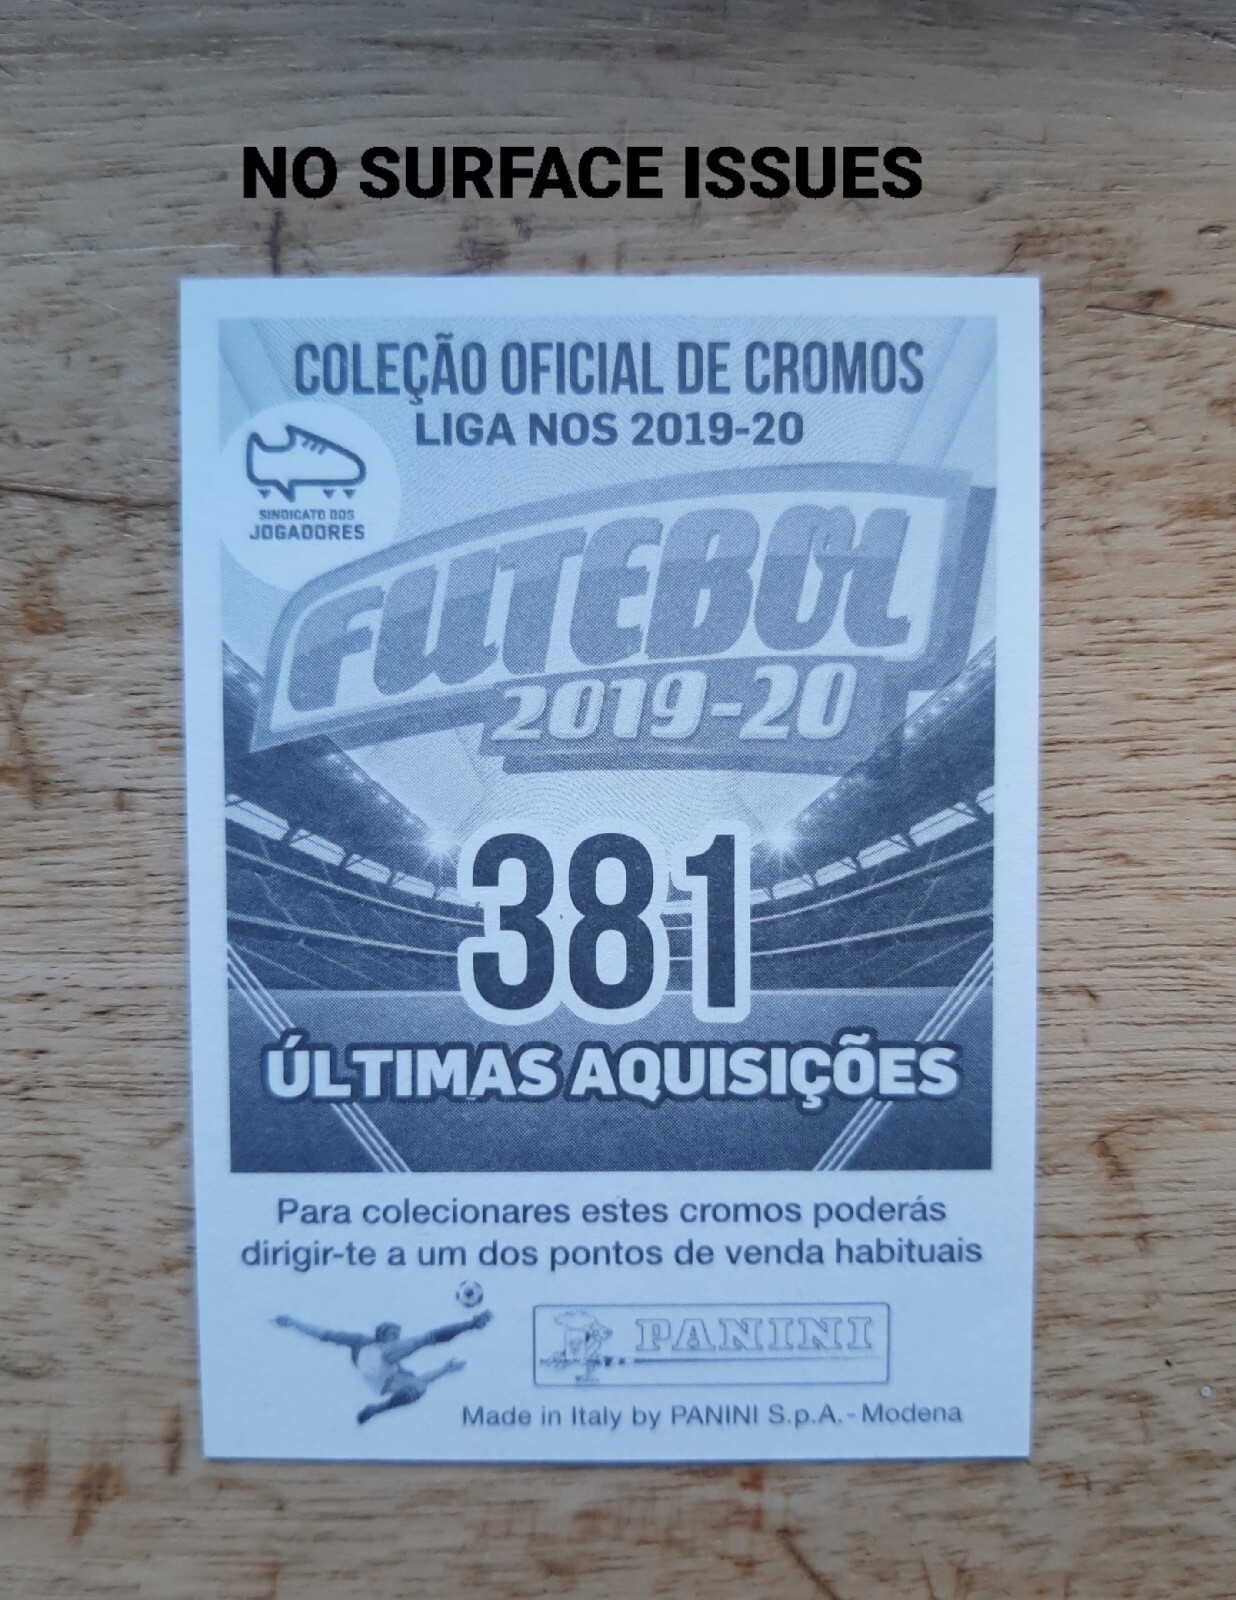 NO SURFACE ISSUES
COLEÇÃO OFICIAL DE CROMOS
LIGA NOS 2019-20
SINDICATO DOS
JOGADORES
FUTEBOL
2019-20
381
ÚLTIMAS AQUISIÇÕES
Para colecionares estes cromos poderás
dirigir-te a um dos pontos de venda habituais
PANINI
Made in Italy by PANINI S.p.A. - Modena